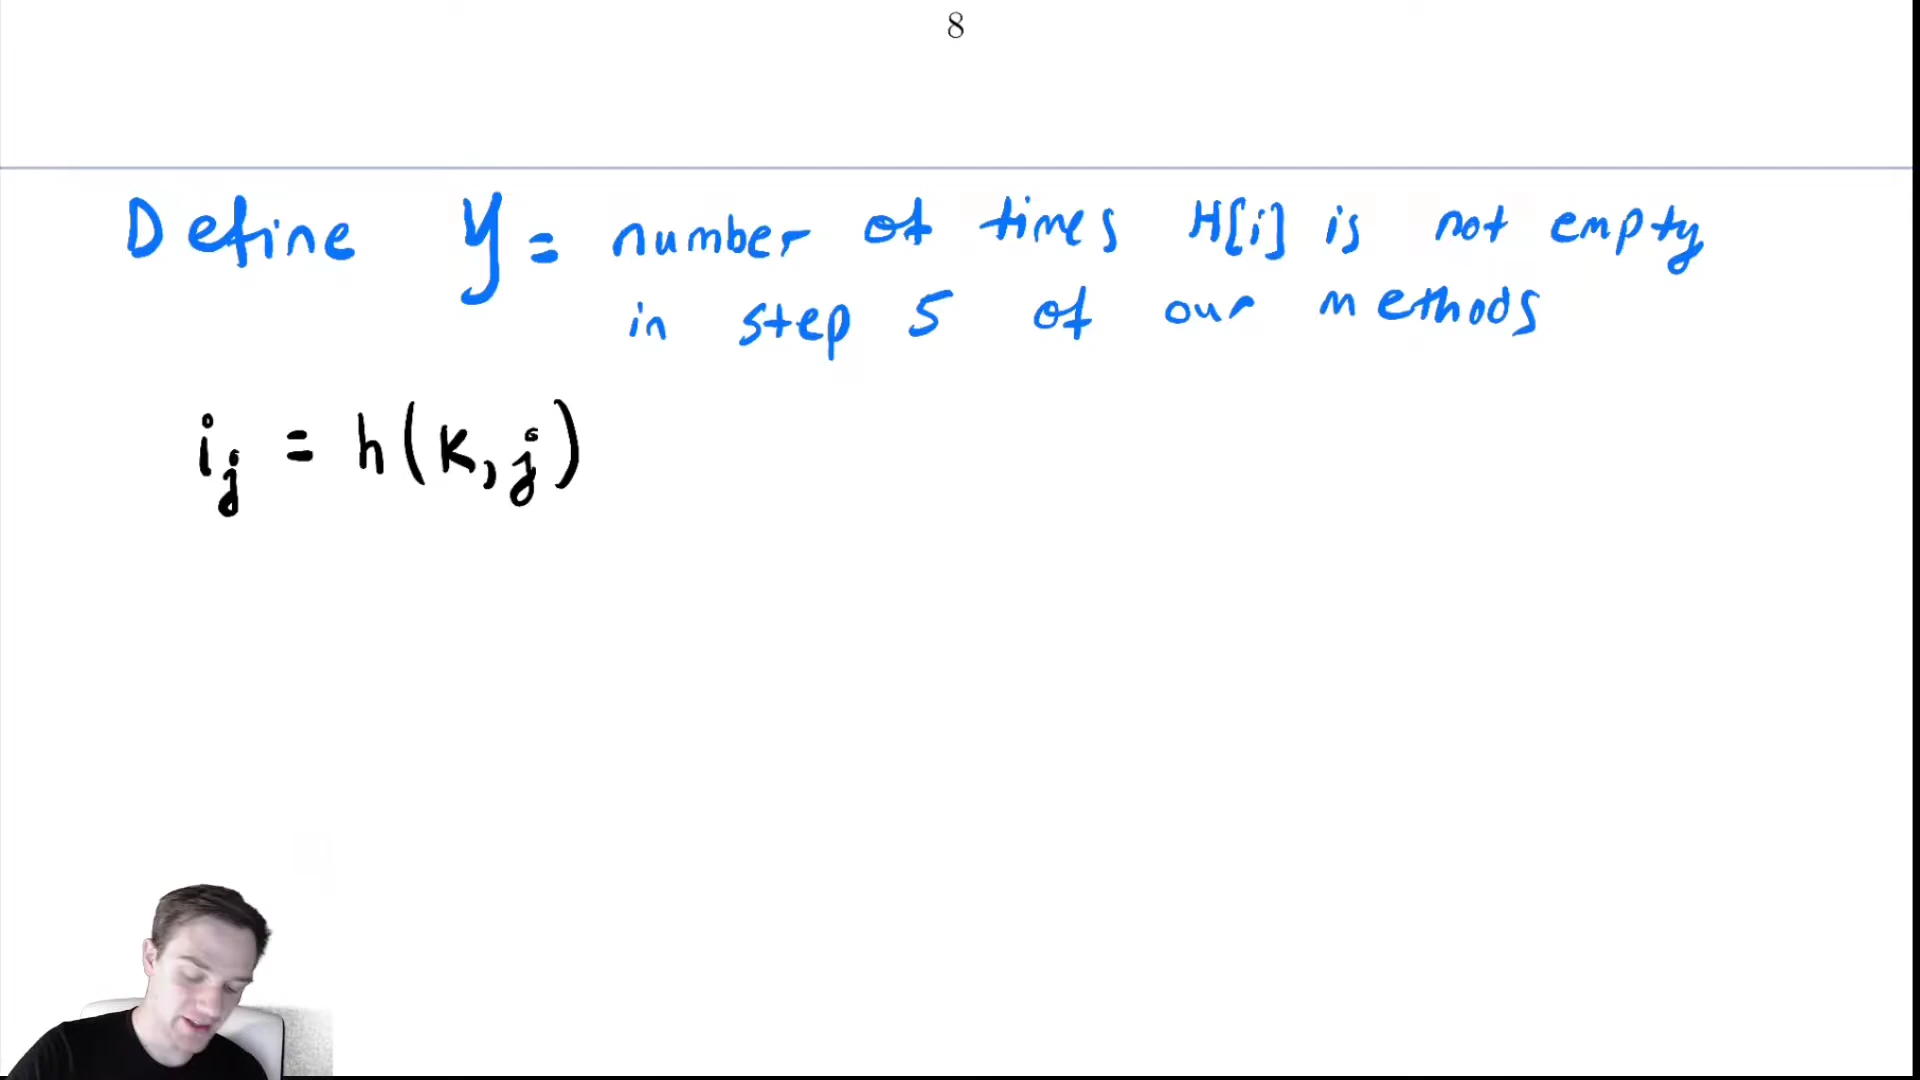 8
Define Y = number of times H[i] is not empty
in step 5 of our methods
i_j = h(k,j)